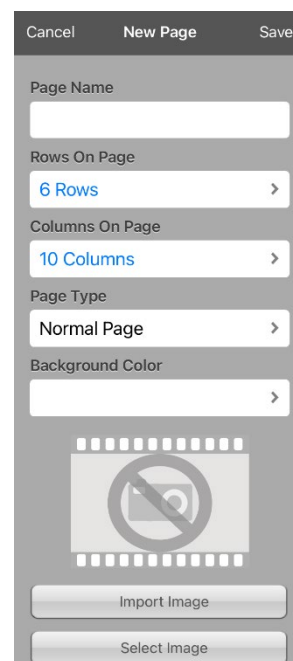 Cancel New Page Save
Page Name
Rows On Page
6 Rows
Columns On Page
10 Columns
Page Type
Normal Page
Background Color
Import Image
Select Image